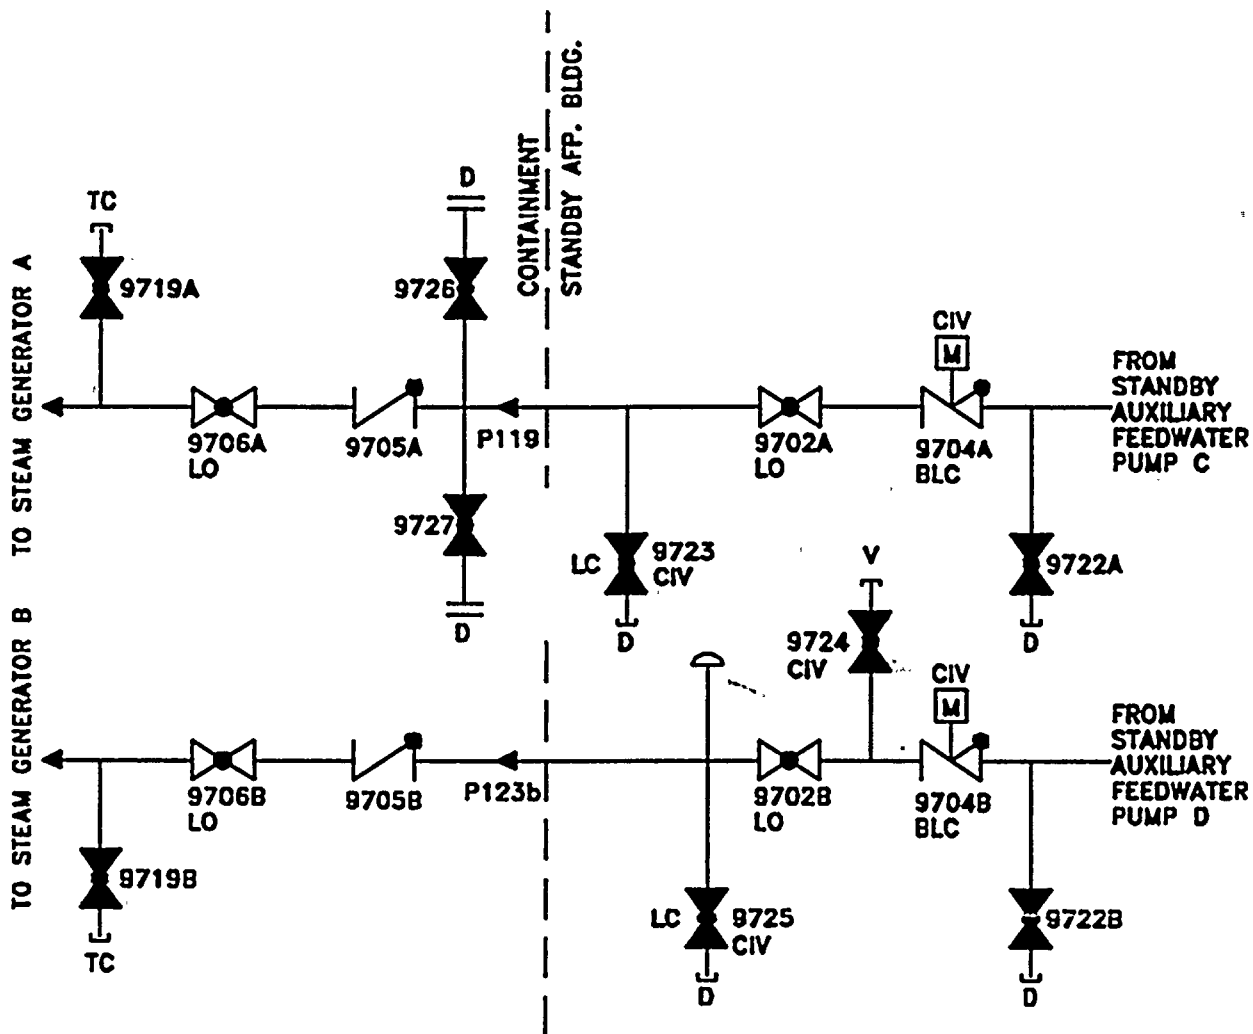 CONTAINMENT
STANDBY AFP. BLDG.
TO STEAM GENERATOR A
TC
9719A
D
9726
9706A
LO
9705A
P119
9727
D
LC
9723
CIV
D
9702A
LO
CIV
M
9704A
BLC
FROM
STANDBY
AUXILIARY
FEEDWATER
PUMP C
9722A
D
TO STEAM GENERATOR B
9706B
LO
9705B
P123b
9719B
TC
LC
9725
CIV
D
9702B
LO
V
9724
CIV
CIV
M
9704B
BLC
FROM
STANDBY
AUXILIARY
FEEDWATER
PUMP D
9722B
D